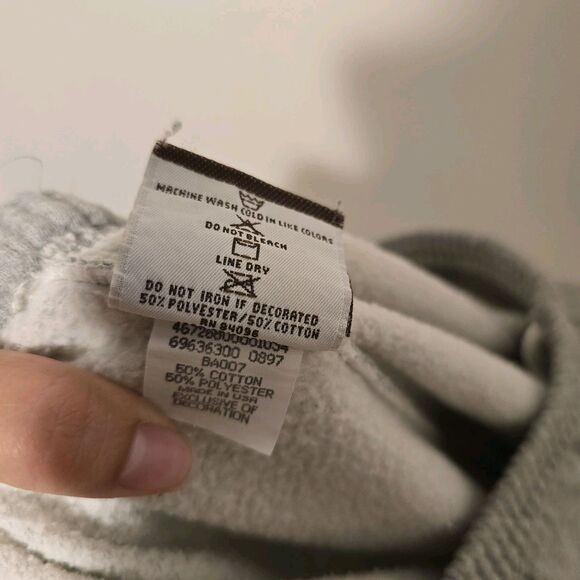 MACHINE WASH COLD IN LIKE COLORS
DO NOT BLEACH
LINE DRY
DO NOT IRON IF DECORATED
50% POLYESTER/50% COTTON
RN 84096
69636300 0897
BA007
50% COTTON
50% POLYESTER
MADE IN USA
EXCLUSIVE OF
DECORATION